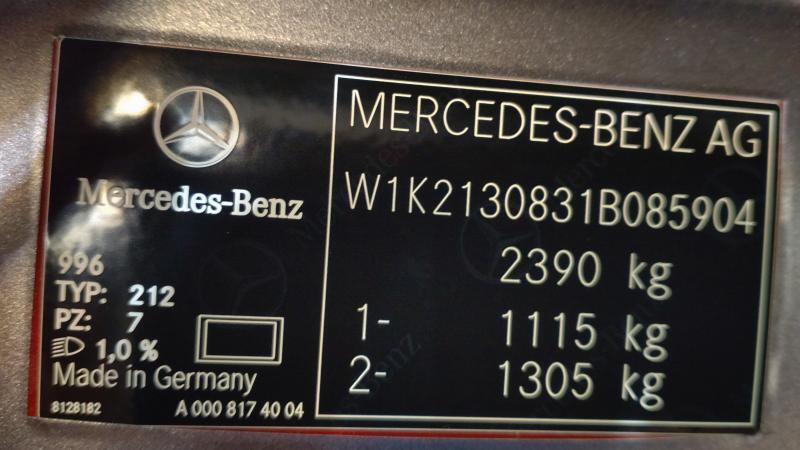 Mercedes-Benz
996
TYP: 212
PZ: 7
1,0 %
Made in Germany
8128182 A 000 817 40 04
MERCEDES-BENZ AG
W1K2130831B085904
2390 kg
1- 1115 kg
2- 1305 kg